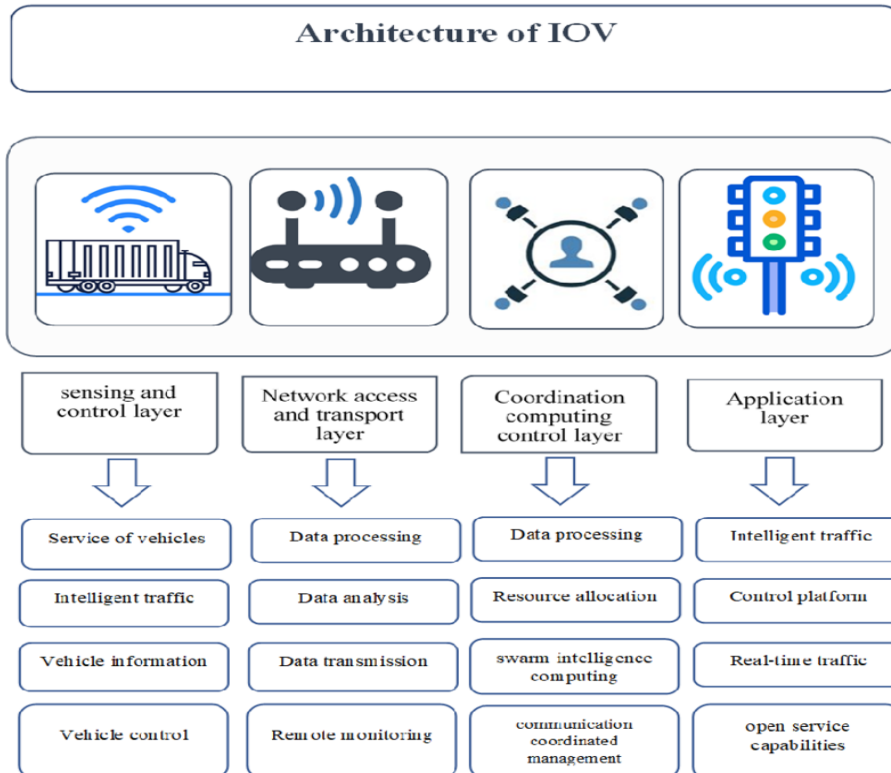 Architecture of IOV
sensing and
control layer
Network access
and transport
layer
Coordination
computing
control layer
Application
layer
Service of vehicles
Intelligent traffic
Vehicle information
Vehicle control
Data processing
Data analysis
Data transmission
Remote monitoring
Data processing
Resource allocation
swarm intelligence
computing
communication
coordinated
management
Intelligent traffic
Control platform
Real-time traffic
open service
capabilities